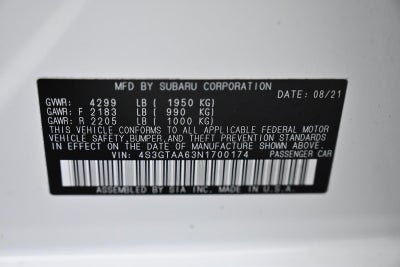 MFD BY SUBARU CORPORATION
DATE: 08/21
GVWR: 4299 LB ( 1950 KG)
GAWR: F 2183 LB ( 990 KG)
GAWR: R 2205 LB ( 1000 KG)
THIS VEHICLE CONFORMS TO ALL APPLICABLE FEDERAL MOTOR
VEHICLE SAFETY,BUMPER,AND THEFT PREVENTION STANDARDS
IN EFFECT ON THE DATE OF MANUFACTURE SHOWN ABOVE.
VIN: 4S3GTAA63N1700174 PASSENGER CAR
ASSEMBLED BY SIA INC. MADE IN U.S.A.